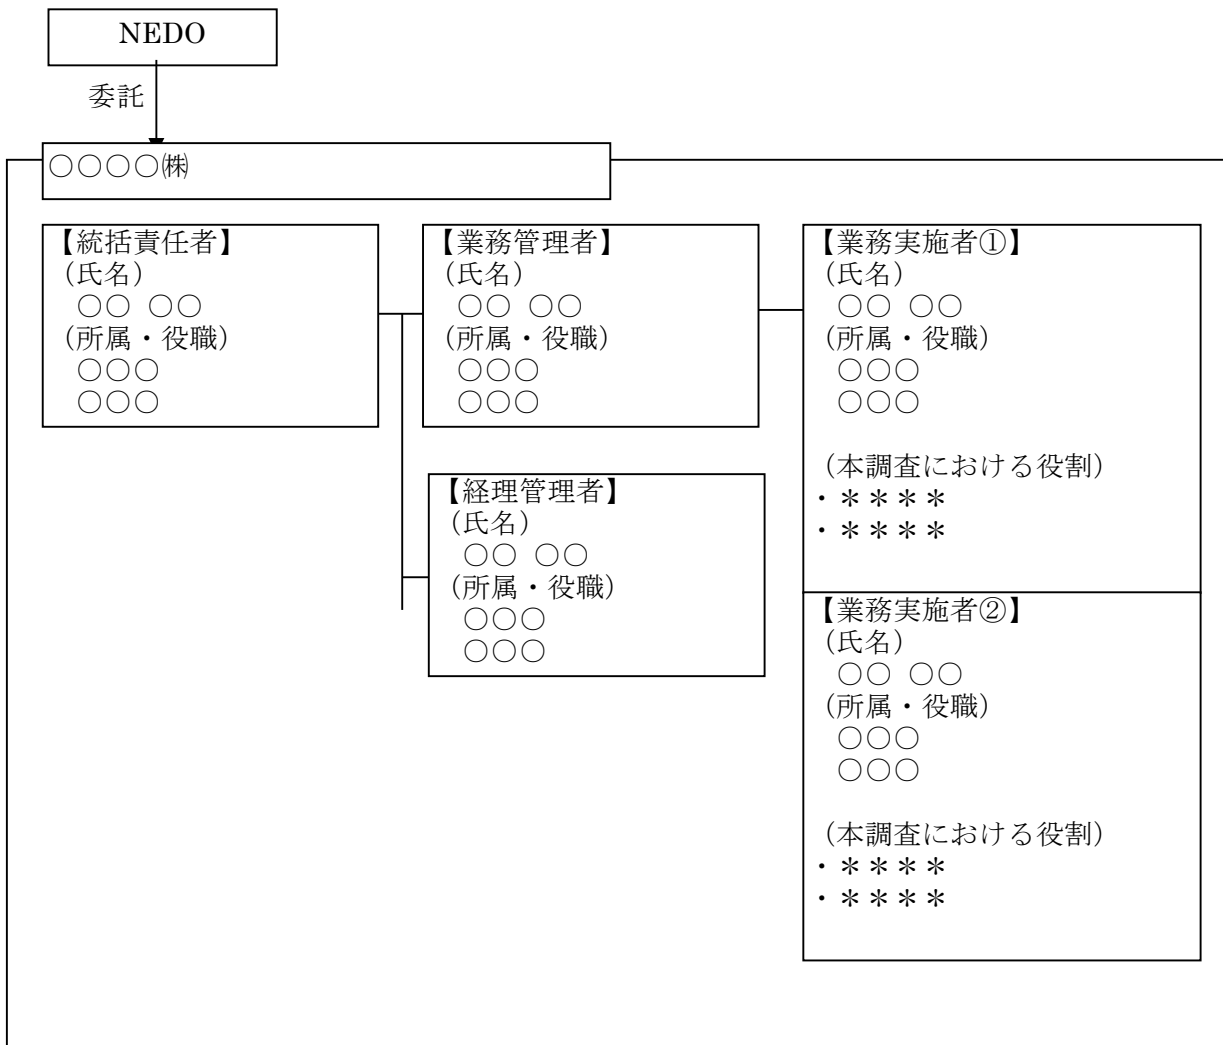 NEDO
委託
○○○○㈱
【統括責任者】
（氏名）
○○ ○○
（所属・役職）
○○○
○○○
【業務管理者】
（氏名）
○○ ○○
（所属・役職）
○○○
○○○
【経理管理者】
（氏名）
○○ ○○
（所属・役職）
○○○
○○○
【業務実施者①】
（氏名）
○○ ○○
（所属・役職）
○○○
○○○
（本調査における役割）
・＊＊＊＊
・＊＊＊＊
【業務実施者②】
（氏名）
○○ ○○
（所属・役職）
○○○
○○○
（本調査における役割）
・＊＊＊＊
・＊＊＊＊